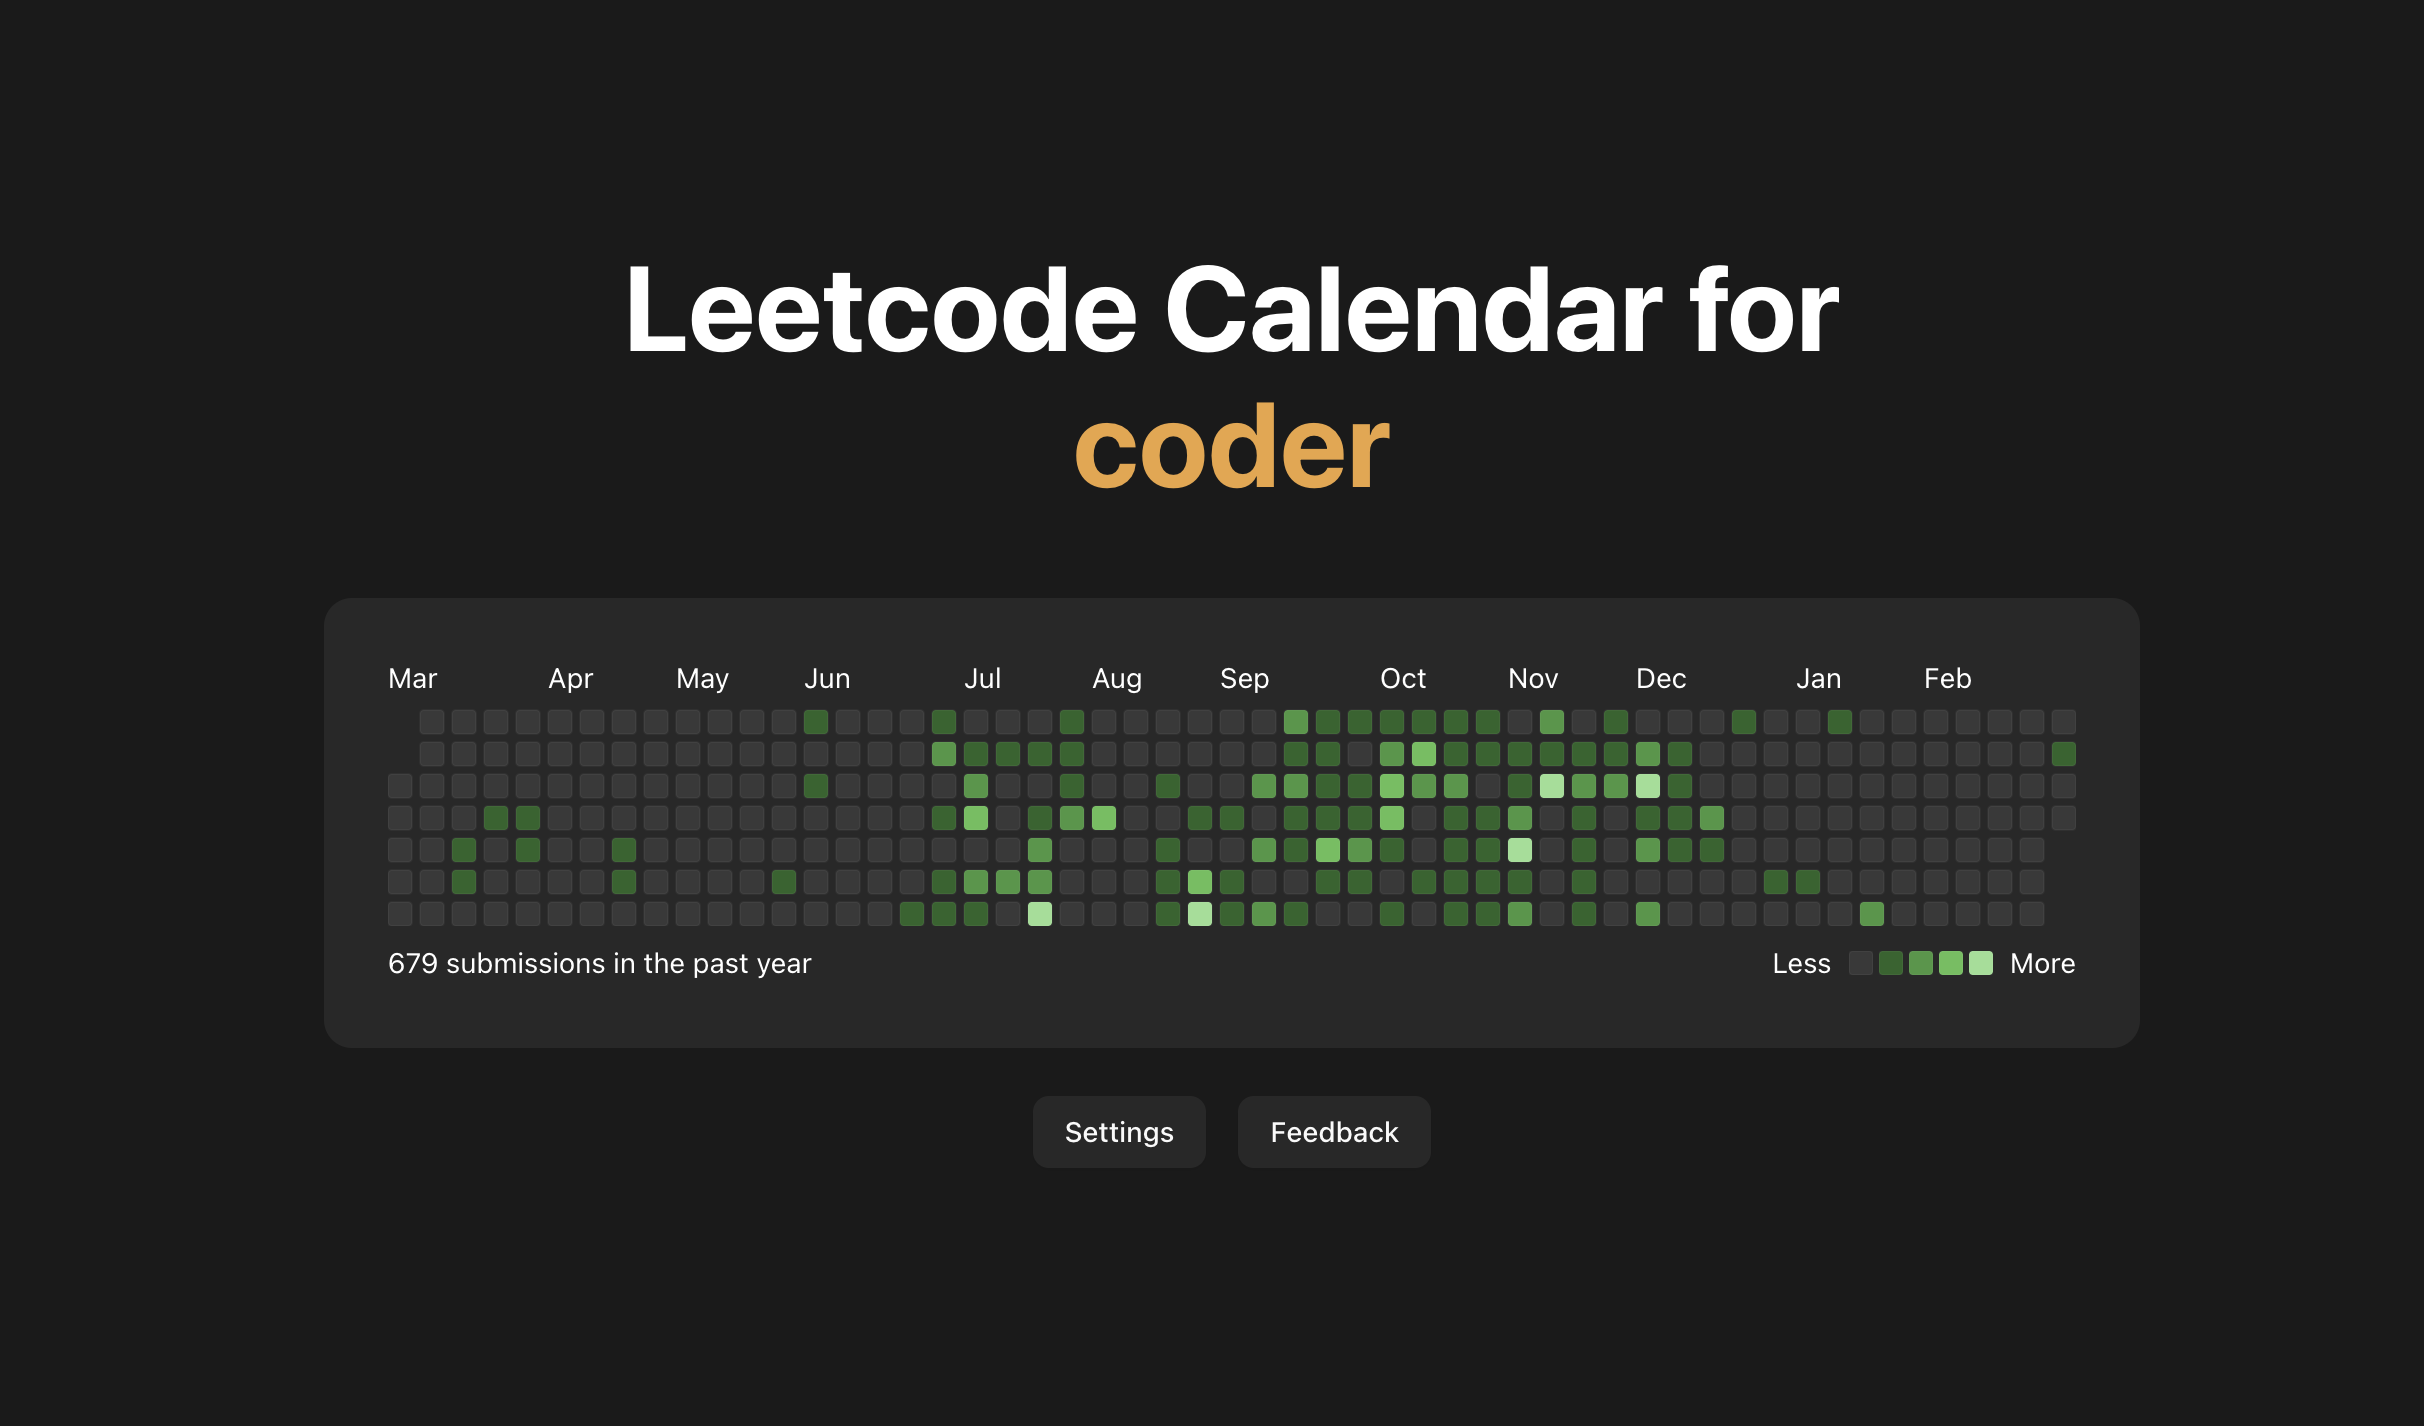 Leetcode Calendar for
coder
Mar Apr May Jun Jul Aug Sep Oct Nov Dec Jan Feb
679 submissions in the past year
Less More
Settings
Feedback